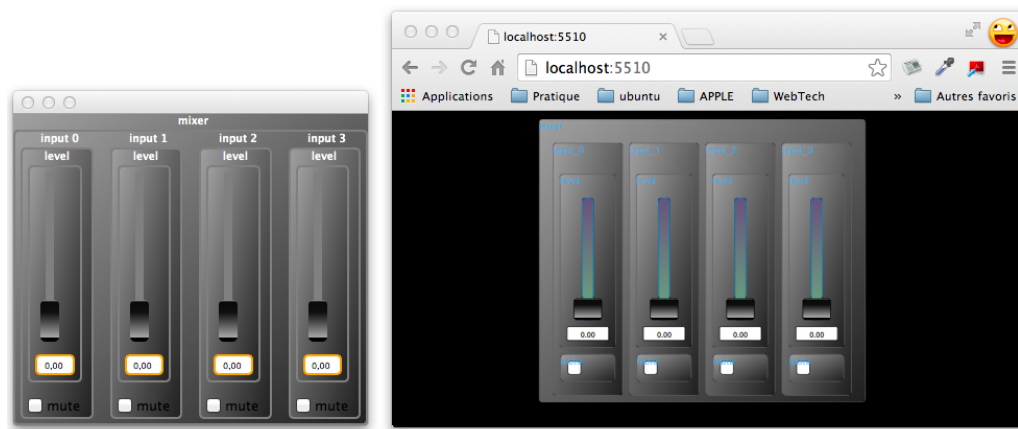 mixer
input 0 input 1 input 2 input 3
level level level level
0,00 0,00 0,00 0,00
mute mute mute mute
localhost:5510
localhost:5510
Applications Pratique ubuntu APPLE WebTech » Autres favoris
0.00 0.00 0.00 0.00